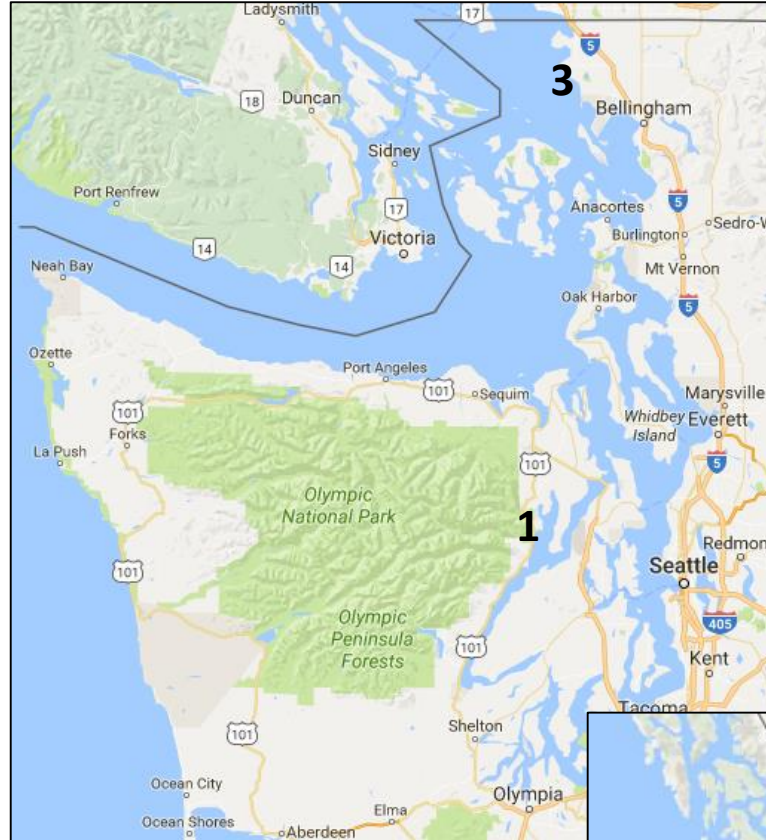 Ladysmith
17
5
3
18
Duncan
Bellingham
Sidney
Port Renfrew
17
5
Anacortes
Sedro-W
Burlington
14
Victoria
14
Mt Vernon
Neah Bay
Oak Harbor
5
Ozette
Port Angeles
101
Sequim
Marysville
101
Whidbey
Island
Everett
Forks
La Push
101
5
Olympic
National Park
1
Redmon
101
Seattle
Olympic
Peninsula
Forests
405
101
Kent
Tacoma
Shelton
101
Ocean City
Olympia
Elma
Ocean Shores
Aberdeen